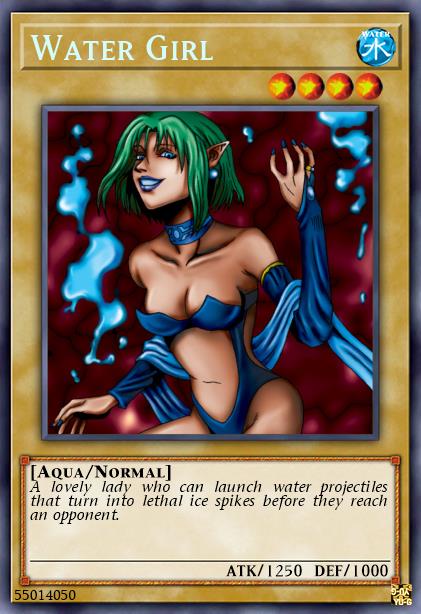 Water Girl
WATER
水
[Aqua/Normal]
A lovely lady who can launch water projectiles
that turn into lethal ice spikes before they reach
an opponent.
ATK/1250 DEF/1000
55014050